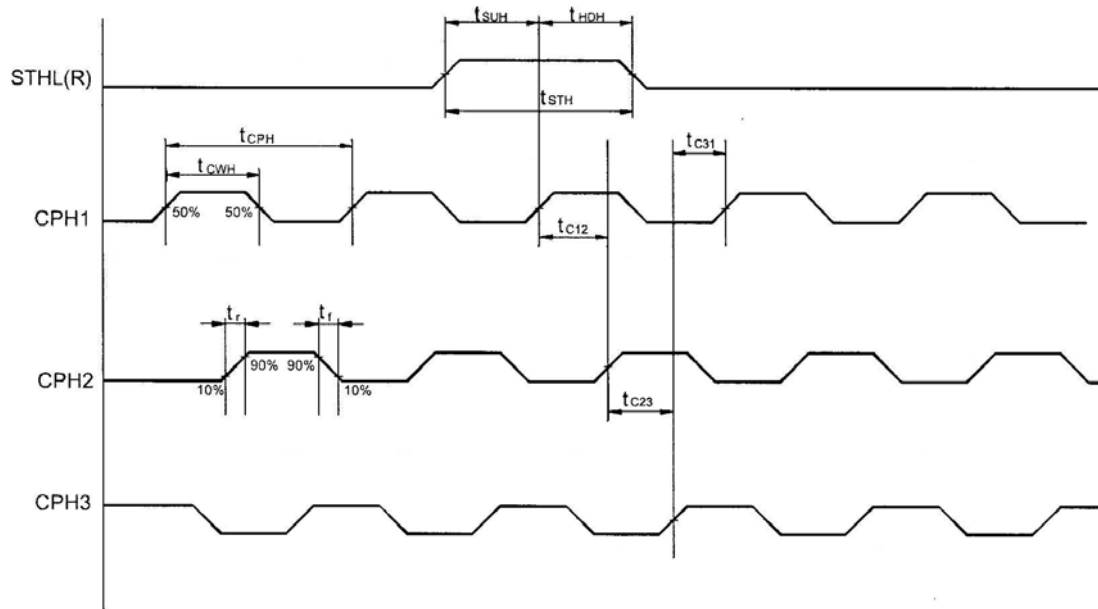 tSUH tHDH
STHL(R)
tSTH
tCPH
tC31
tCWH
CPH1
50% 50%
tC12
tr tf
CPH2
90% 90%
10% 10%
tC23
CPH3